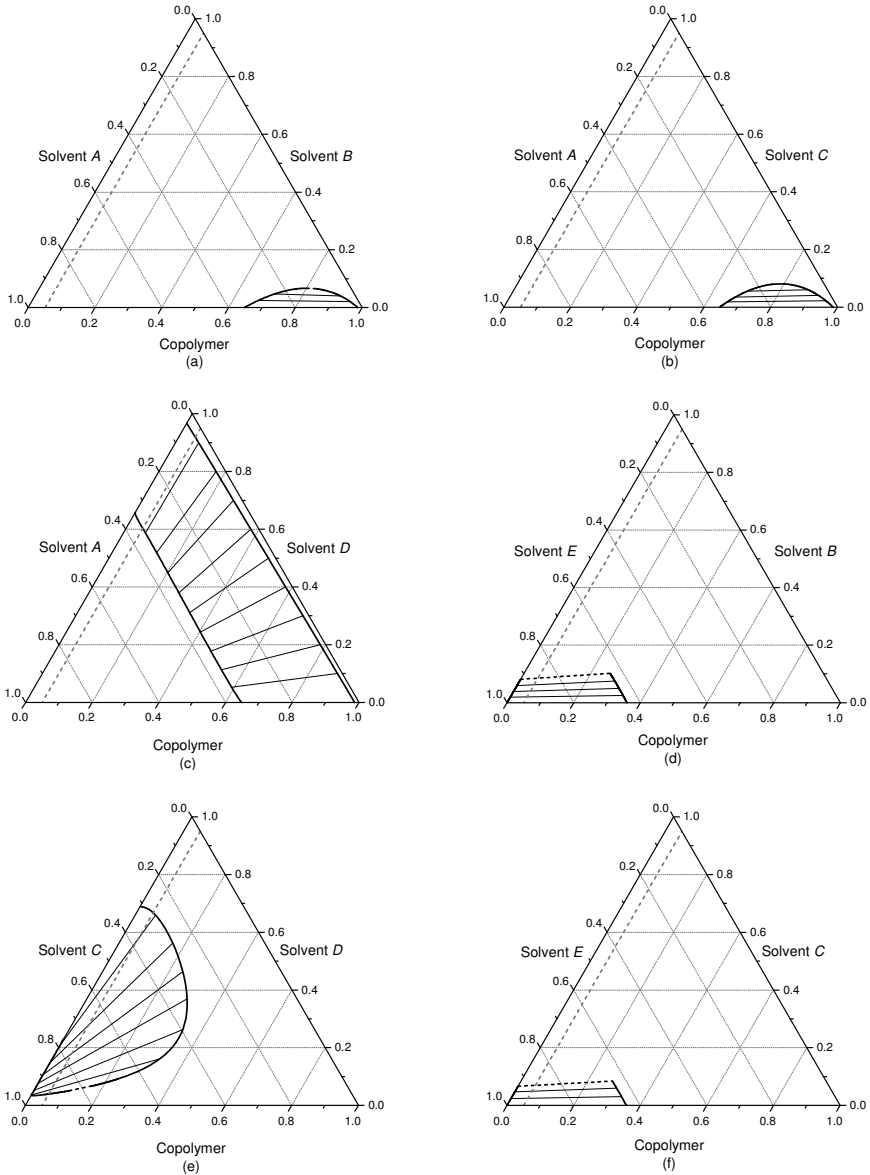 0.0 1.0
0.2 0.8
0.4 0.6
Solvent A Solvent B
0.6 0.4
0.8 0.2
1.0 0.0
0.0 0.2 0.4 0.6 0.8 1.0
Copolymer
(a)
0.0 1.0
0.2 0.8
0.4 0.6
Solvent A Solvent C
0.6 0.4
0.8 0.2
1.0 0.0
0.0 0.2 0.4 0.6 0.8 1.0
Copolymer
(b)
0.0 1.0
0.2 0.8
0.4 0.6
Solvent A Solvent D
0.6 0.4
0.8 0.2
1.0 0.0
0.0 0.2 0.4 0.6 0.8 1.0
Copolymer
(c)
0.0 1.0
0.2 0.8
0.4 0.6
Solvent E Solvent B
0.6 0.4
0.8 0.2
1.0 0.0
0.0 0.2 0.4 0.6 0.8 1.0
Copolymer
(d)
0.0 1.0
0.2 0.8
0.4 0.6
Solvent C Solvent D
0.6 0.4
0.8 0.2
1.0 0.0
0.0 0.2 0.4 0.6 0.8 1.0
Copolymer
(e)
0.0 1.0
0.2 0.8
0.4 0.6
Solvent E Solvent C
0.6 0.4
0.8 0.2
1.0 0.0
0.0 0.2 0.4 0.6 0.8 1.0
Copolymer
(f)